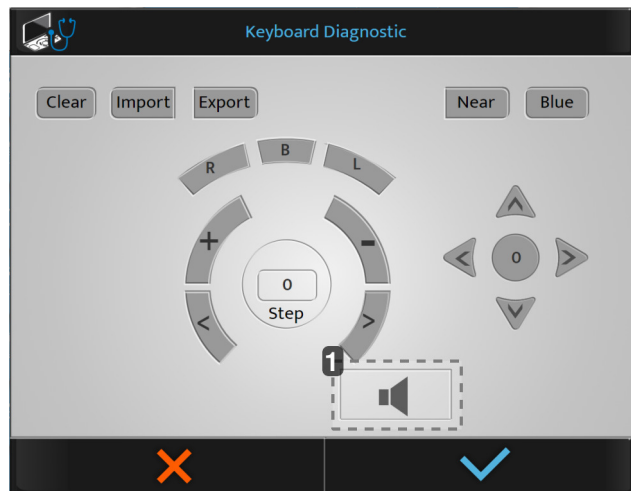 Keyboard Diagnostic
Clear Import Export Near Blue
R B L
+ -
0
0
Step
< >
1